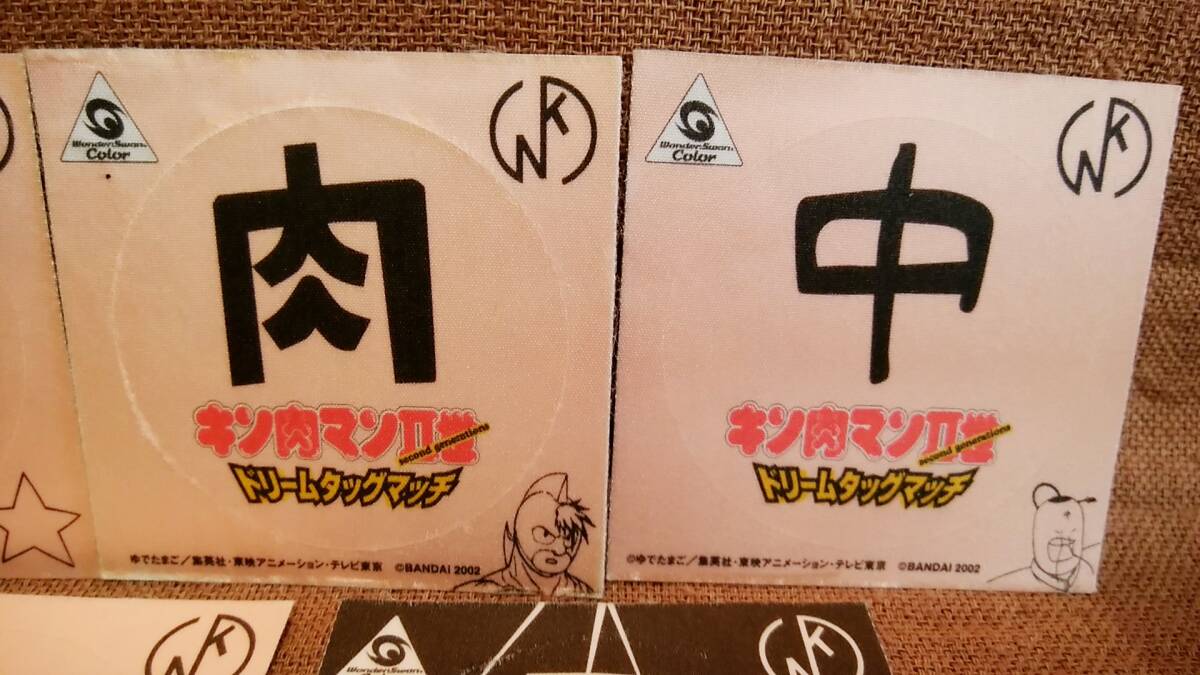 WonderSwan
Color
NK
肉
キン肉マンII世
second generations
ドリームタッグマッチ
©ゆでたまご/集英社・東映アニメーション・テレビ東京 ©BANDAI 2002
WonderSwan
Color
NK
中
キン肉マンII世
second generations
ドリームタッグマッチ
©ゆでたまご/集英社・東映アニメーション・テレビ東京 ©BANDAI 2002
NK
WonderSwan
NK